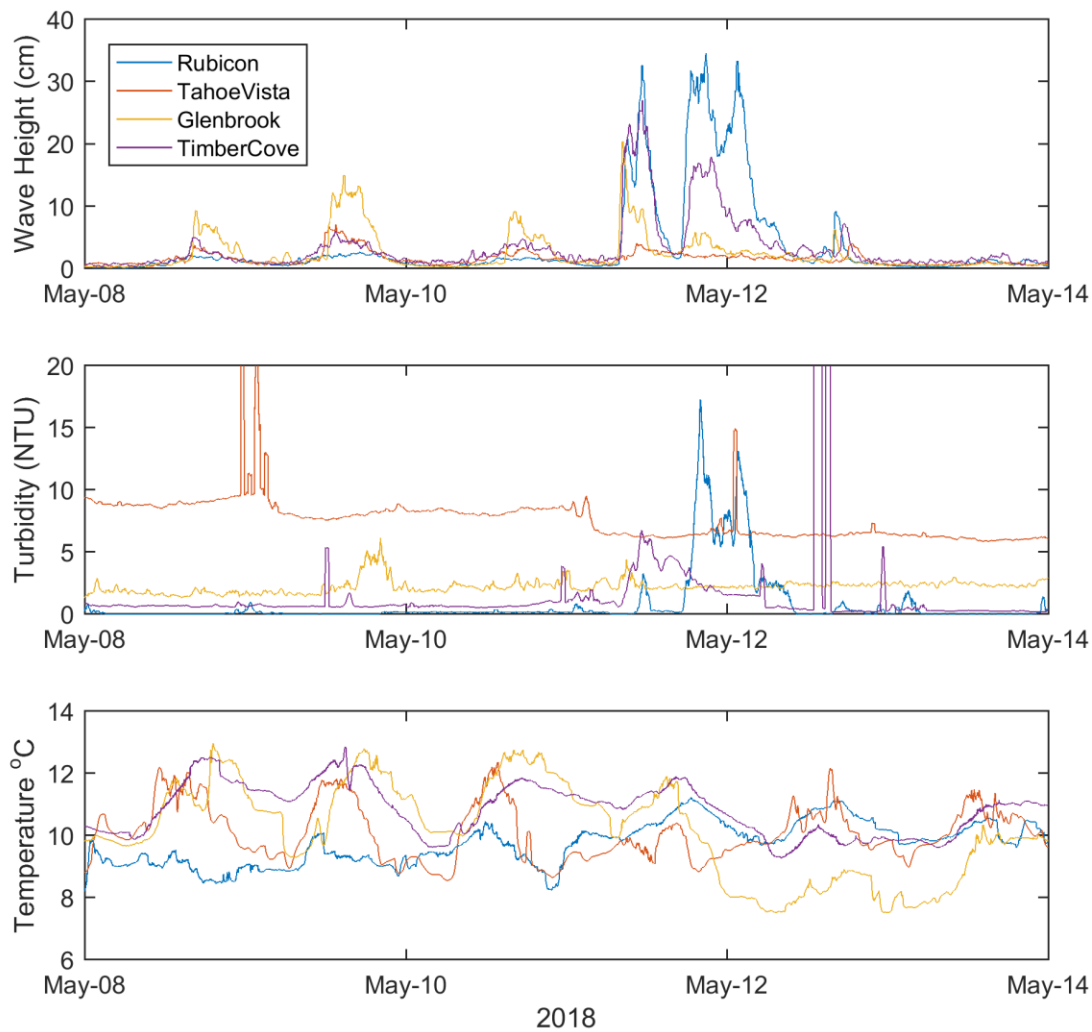 Wave Height (cm)
40
30
20
10
0
Rubicon
TahoeVista
Glenbrook
TimberCove
May-08
May-10
May-12
May-14
Turbidity (NTU)
20
15
10
5
0
May-08
May-10
May-12
May-14
Temperature °C
14
12
10
8
6
May-08
May-10
May-12
May-14
2018